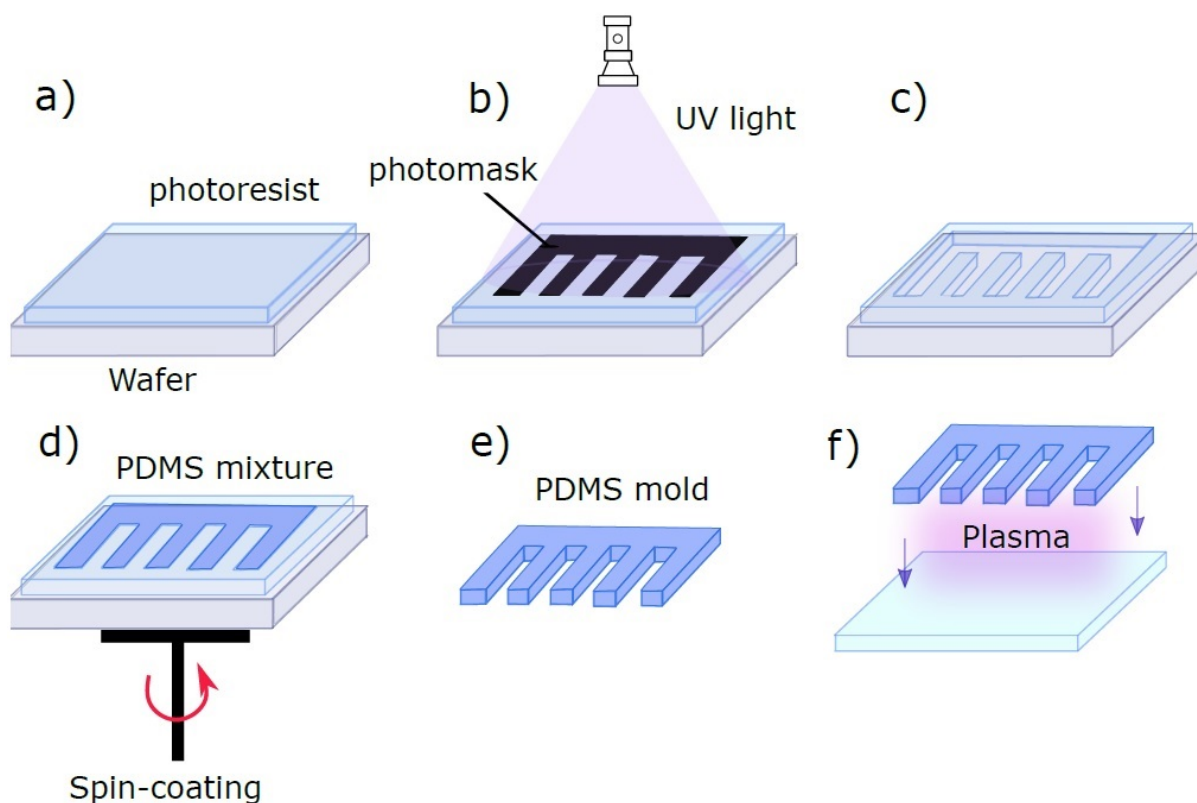 a)
photoresist
Wafer
b)
UV light
photomask
c)
d)
PDMS mixture
Spin-coating
e)
PDMS mold
f)
Plasma